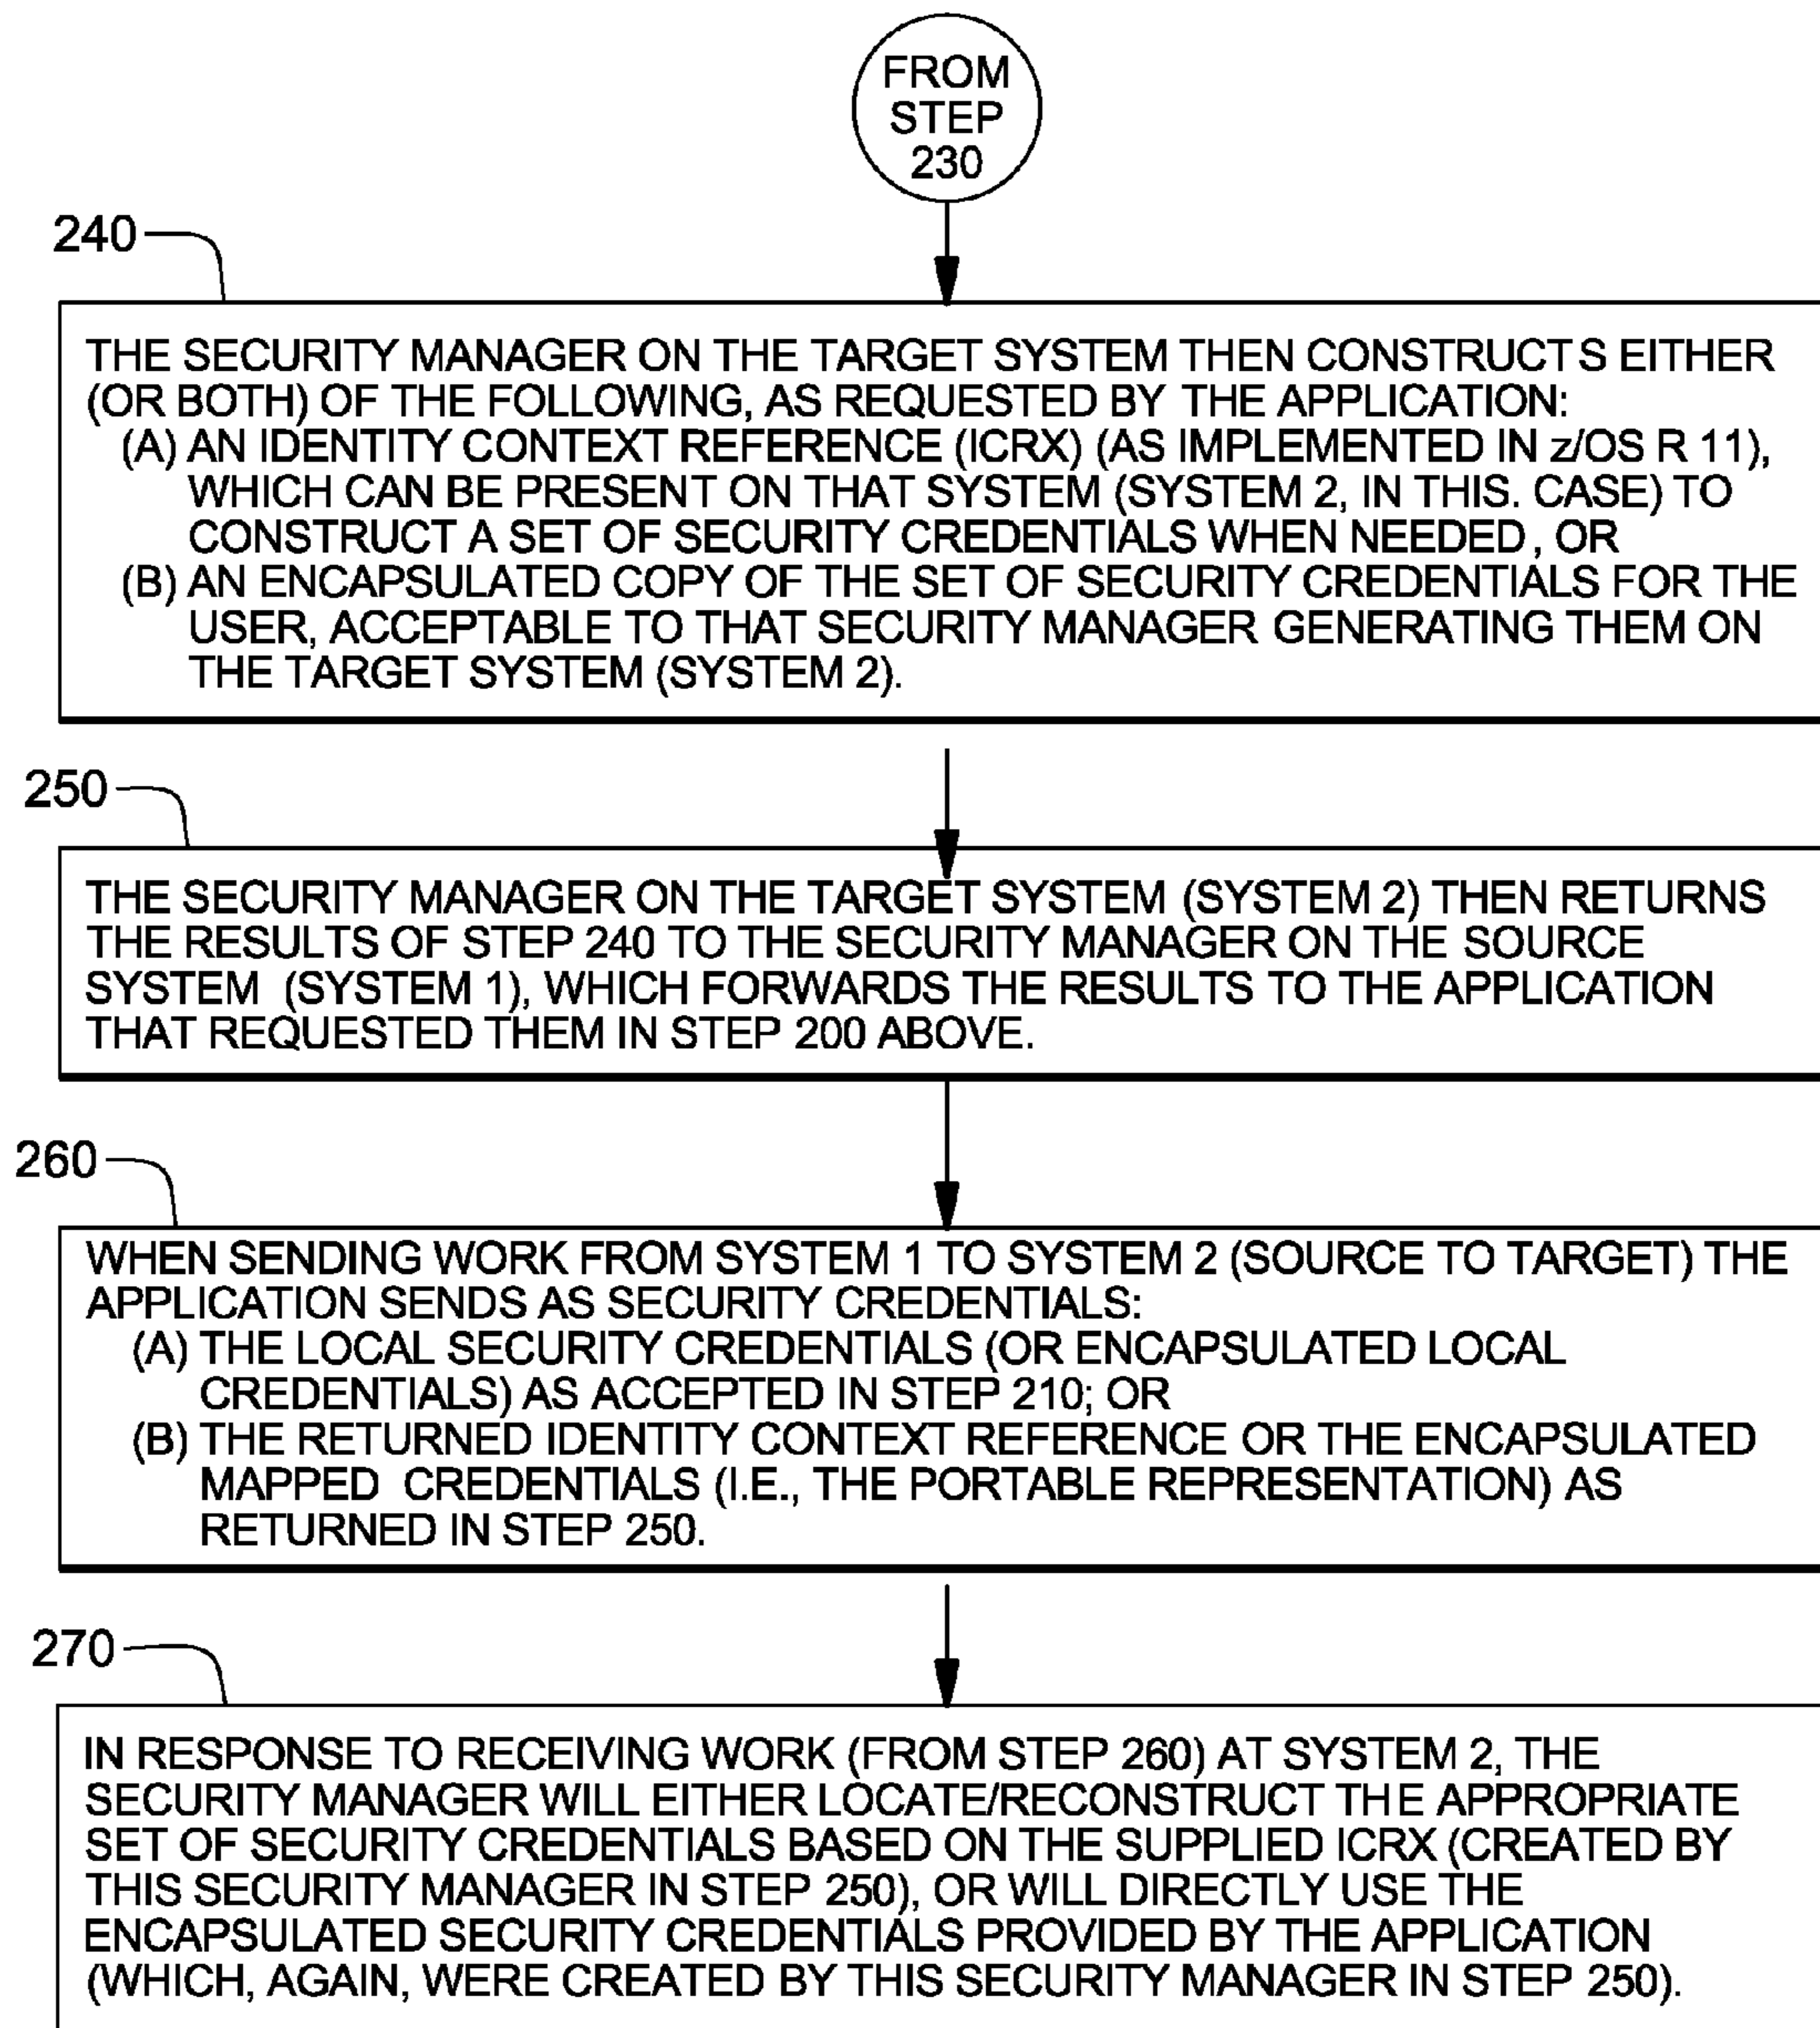 FROM
STEP
230
240
THE SECURITY MANAGER ON THE TARGET SYSTEM THEN CONSTRUCTS EITHER
(OR BOTH) OF THE FOLLOWING, AS REQUESTED BY THE APPLICATION:
(A) AN IDENTITY CONTEXT REFERENCE (ICRX) (AS IMPLEMENTED IN z/OS R 11),
WHICH CAN BE PRESENT ON THAT SYSTEM (SYSTEM 2, IN THIS. CASE) TO
CONSTRUCT A SET OF SECURITY CREDENTIALS WHEN NEEDED, OR
(B) AN ENCAPSULATED COPY OF THE SET OF SECURITY CREDENTIALS FOR THE
USER, ACCEPTABLE TO THAT SECURITY MANAGER GENERATING THEM ON
THE TARGET SYSTEM (SYSTEM 2).
250
THE SECURITY MANAGER ON THE TARGET SYSTEM (SYSTEM 2) THEN RETURNS
THE RESULTS OF STEP 240 TO THE SECURITY MANAGER ON THE SOURCE
SYSTEM (SYSTEM 1), WHICH FORWARDS THE RESULTS TO THE APPLICATION
THAT REQUESTED THEM IN STEP 200 ABOVE.
260
WHEN SENDING WORK FROM SYSTEM 1 TO SYSTEM 2 (SOURCE TO TARGET) THE
APPLICATION SENDS AS SECURITY CREDENTIALS:
(A) THE LOCAL SECURITY CREDENTIALS (OR ENCAPSULATED LOCAL
CREDENTIALS) AS ACCEPTED IN STEP 210; OR
(B) THE RETURNED IDENTITY CONTEXT REFERENCE OR THE ENCAPSULATED
MAPPED CREDENTIALS (I.E., THE PORTABLE REPRESENTATION) AS
RETURNED IN STEP 250.
270
IN RESPONSE TO RECEIVING WORK (FROM STEP 260) AT SYSTEM 2, THE
SECURITY MANAGER WILL EITHER LOCATE/RECONSTRUCT THE APPROPRIATE
SET OF SECURITY CREDENTIALS BASED ON THE SUPPLIED ICRX (CREATED BY
THIS SECURITY MANAGER IN STEP 250), OR WILL DIRECTLY USE THE
ENCAPSULATED SECURITY CREDENTIALS PROVIDED BY THE APPLICATION
(WHICH, AGAIN, WERE CREATED BY THIS SECURITY MANAGER IN STEP 250).